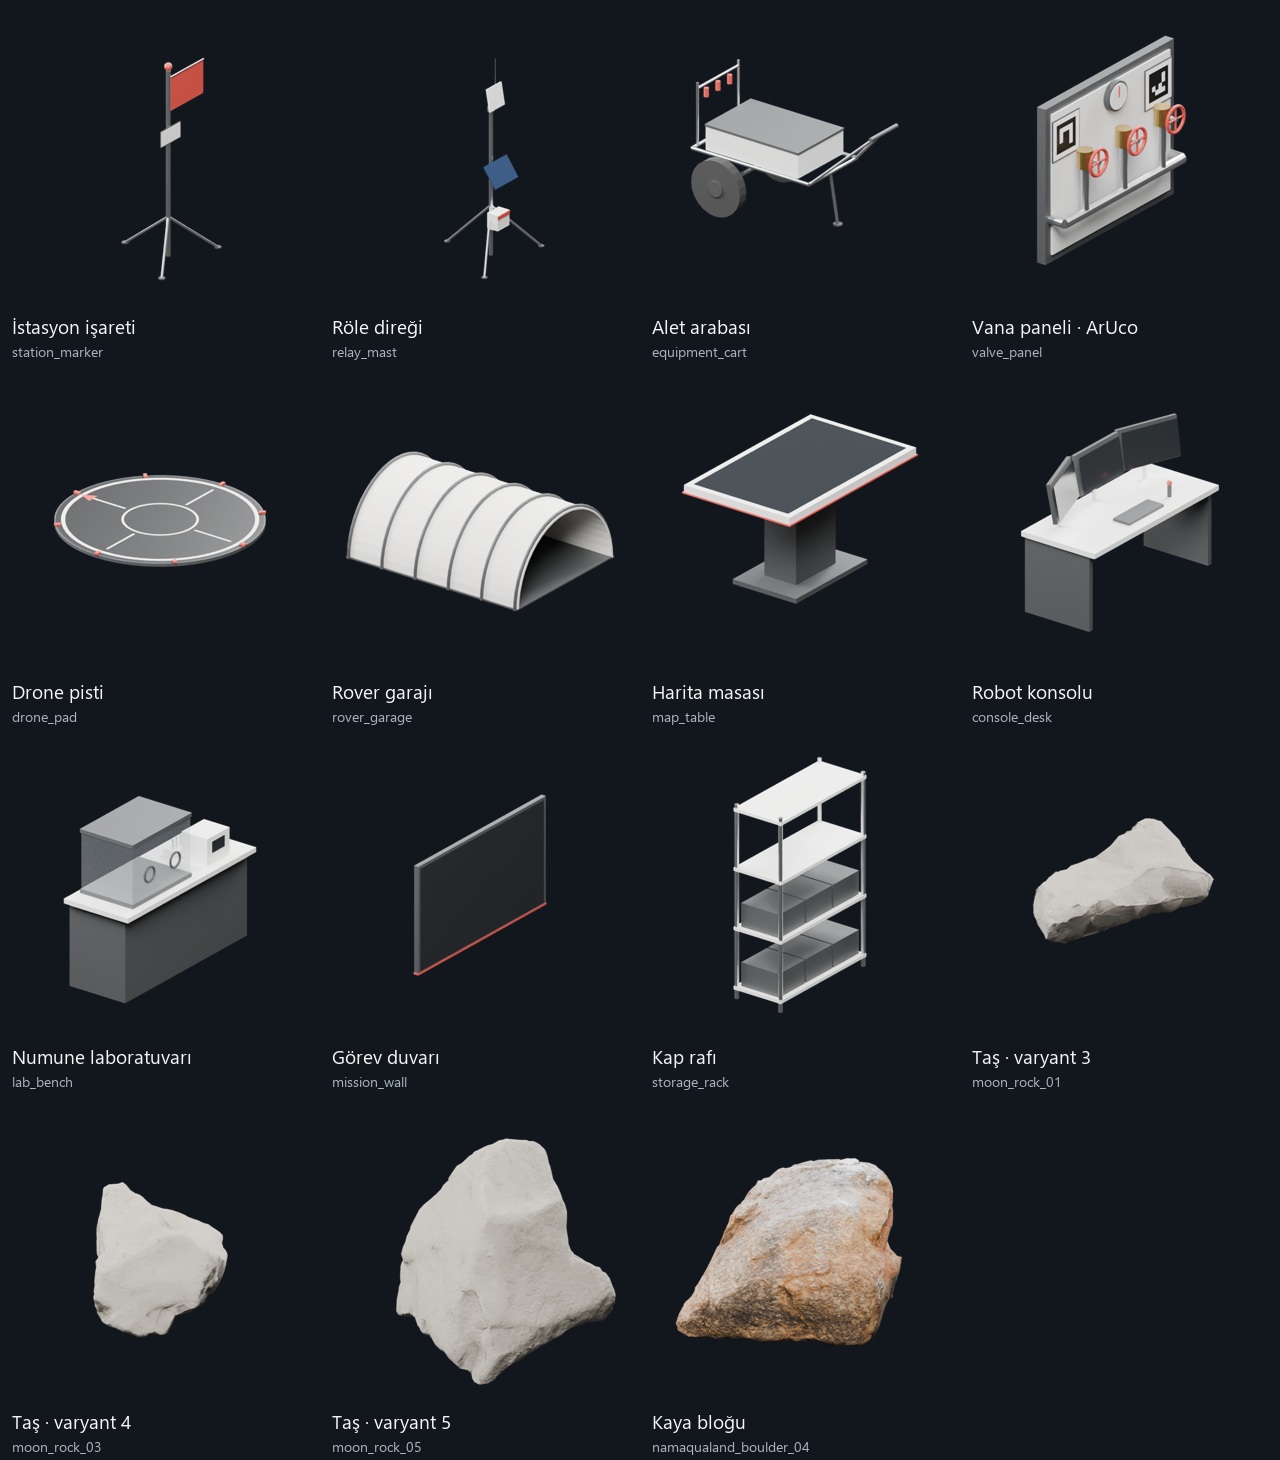 İstasyon işareti
station_marker
Röle direği
relay_mast
Alet arabası
equipment_cart
Vana paneli · ArUco
valve_panel
Drone pisti
drone_pad
Rover garajı
rover_garage
Harita masası
map_table
Robot konsolu
console_desk
Numune laboratuvarı
lab_bench
Görev duvarı
mission_wall
Kap rafı
storage_rack
Taş · varyant 3
moon_rock_01
Taş · varyant 4
moon_rock_03
Taş · varyant 5
moon_rock_05
Kaya bloğu
namaqualand_boulder_04